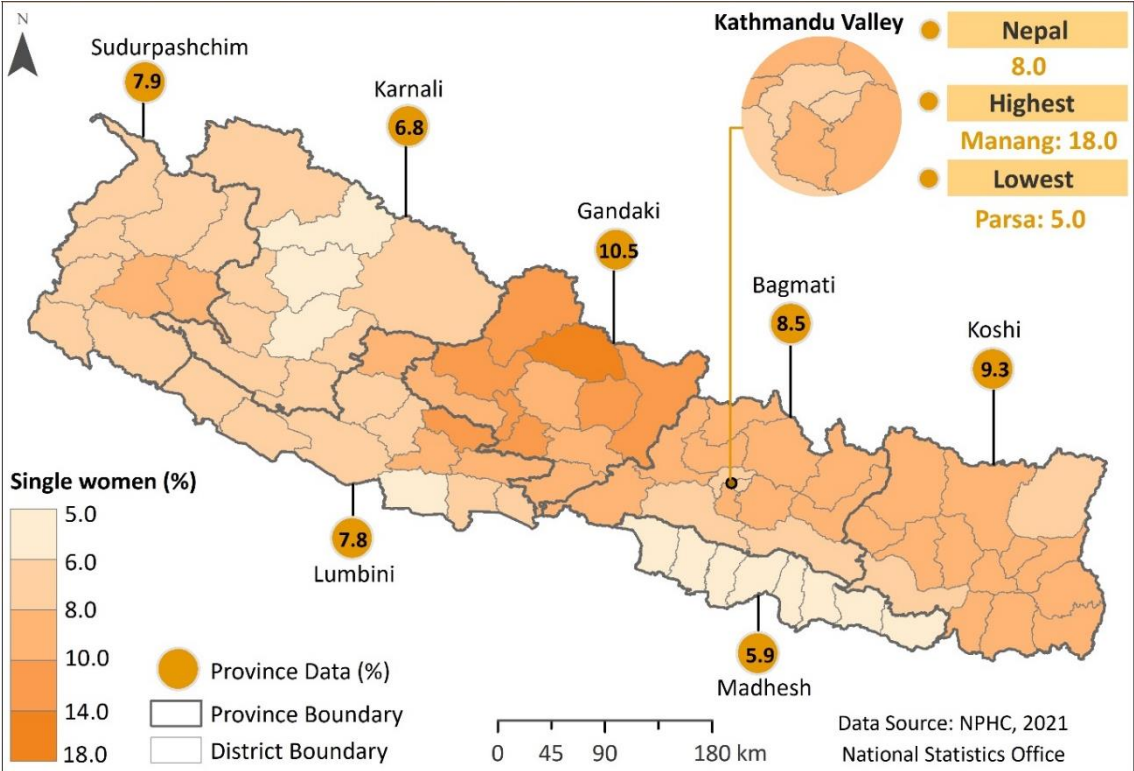 N
Sudurpashchim
7.9
Karnali
6.8
Gandaki
10.5
Bagmati
8.5
Koshi
9.3
Kathmandu Valley
Nepal
8.0
Highest
Manang: 18.0
Lowest
Parsa: 5.0
7.8
Lumbini
5.9
Madhesh
Single women (%)
5.0
6.0
8.0
10.0
14.0
18.0
Province Data (%)
Province Boundary
District Boundary
0 45 90 180 km
Data Source: NPHC, 2021
National Statistics Office